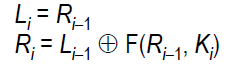 Lᵢ = Rᵢ₋₁
Rᵢ = Lᵢ₋₁ ⊕ F(Rᵢ₋₁, Kᵢ)